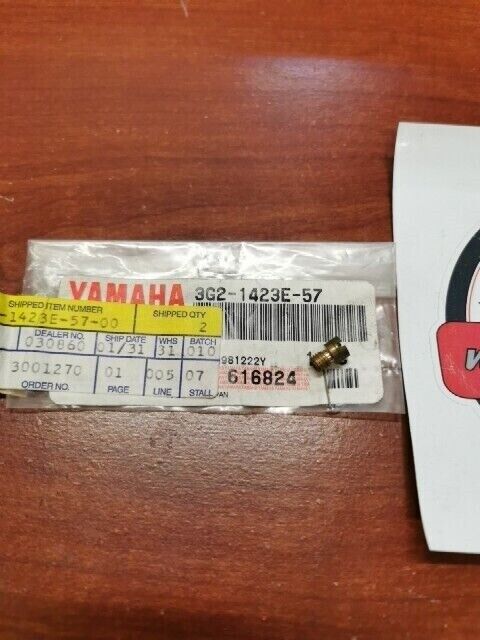 YAMAHA 3G2-1423E-57
SHIPPED ITEM NUMBER SHIPPED QTY
1423E-57-00 2
DEALER NO. SHIP DATE WHS BATCH
030860 01/31 31 010
981222Y
3001270 01 005 07
616824
ORDER NO. PAGE LINE STALL
PAN